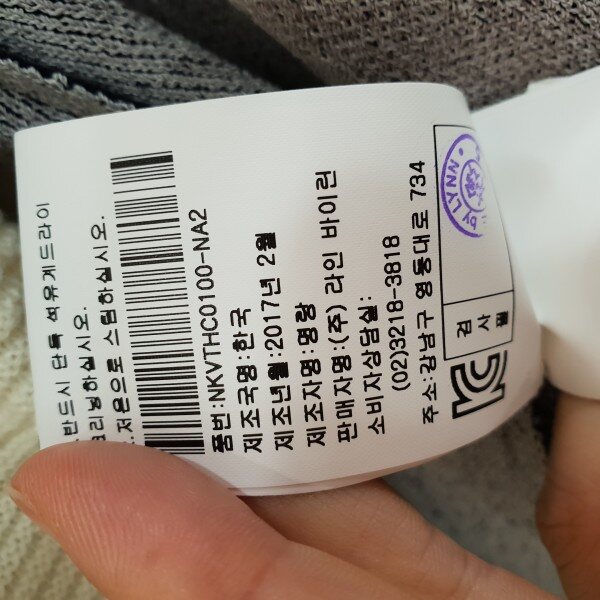 반드시 단독 석유계드라이
크리닝하십시오.
저온으로 스팀하십시오.
품번:NKVTHC0100-NA2
제조국명:한국
제조년월:2017년 2월
제조자명:명랑
판매자명:(주) 라인 바이린
소비자상담실:
(02)3218-3818
주소:강남구 영동대로 734
검사필
LYNN